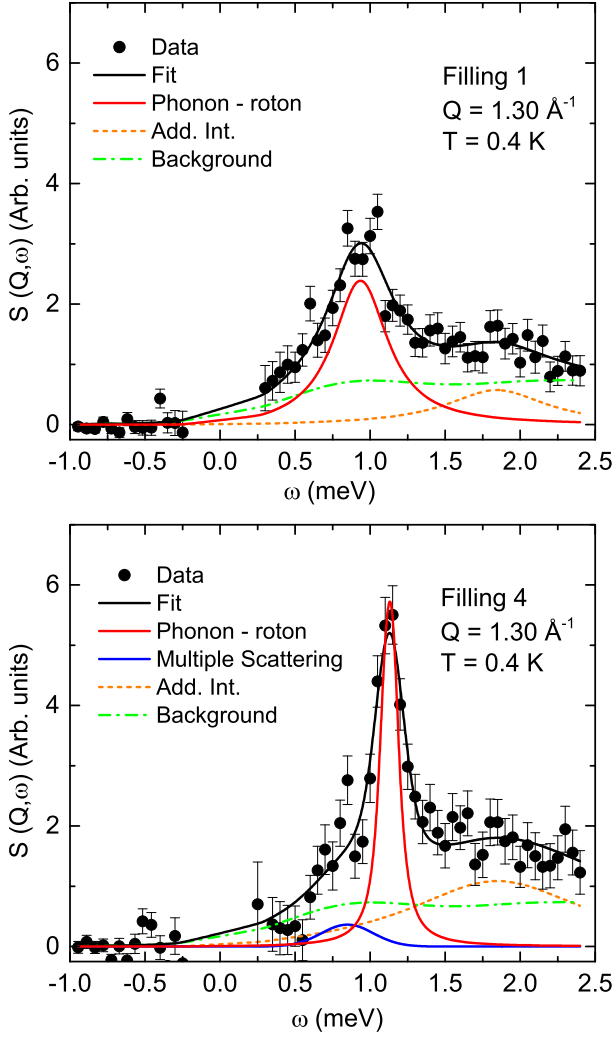 6
4
2
0
S (Q,ω) (Arb. units)
Data
Fit
Phonon - roton
Add. Int.
Background
Filling 1
Q = 1.30 Å⁻¹
T = 0.4 K
-1.0 -0.5 0.0 0.5 1.0 1.5 2.0 2.5
ω (meV)
6
4
2
0
S (Q,ω) (Arb. units)
Data
Fit
Phonon - roton
Multiple Scattering
Add. Int.
Background
Filling 4
Q = 1.30 Å⁻¹
T = 0.4 K
-1.0 -0.5 0.0 0.5 1.0 1.5 2.0 2.5
ω (meV)